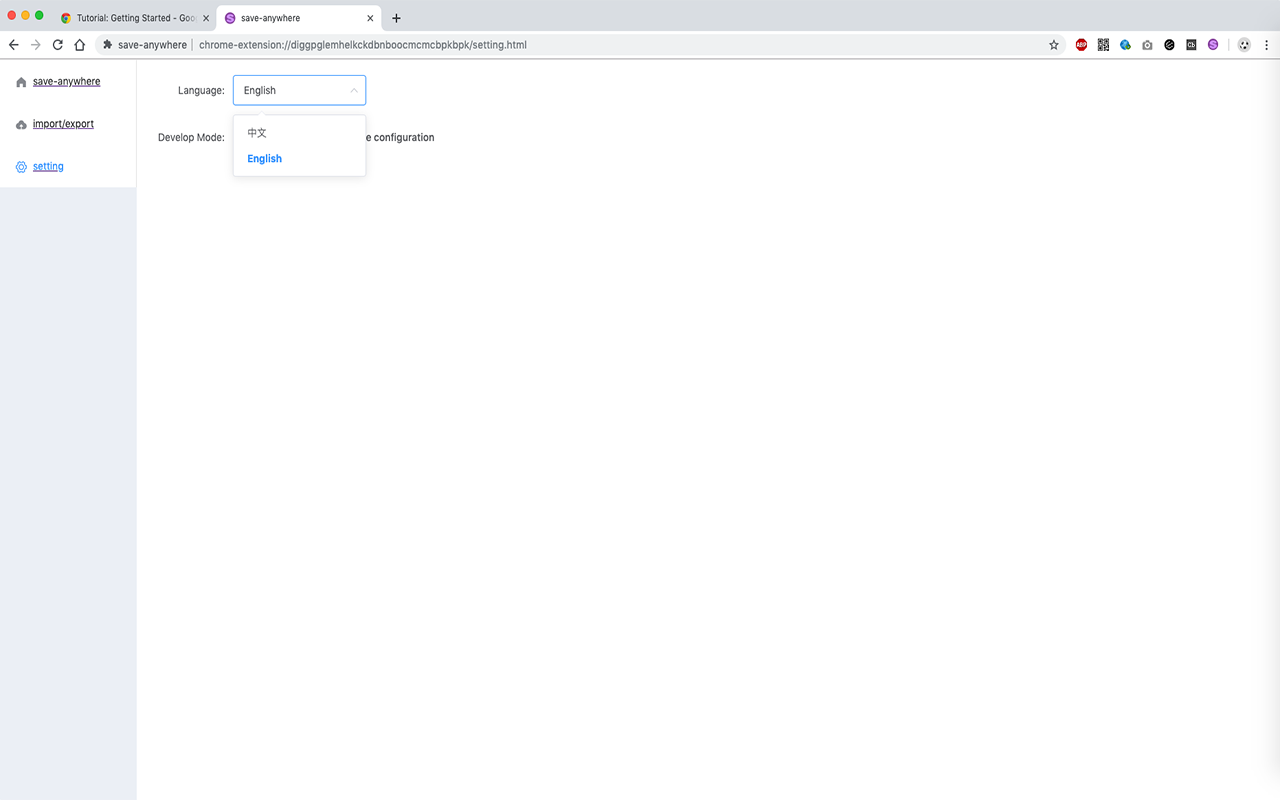 Tutorial: Getting Started - Goo
save-anywhere
save-anywhere
chrome-extension://diggpglemhelkckdbnboocmcmcbpkbpk/setting.html
ABP
Cb
S
save-anywhere
import/export
setting
Language:
English
中文
English
Develop Mode:
e configuration